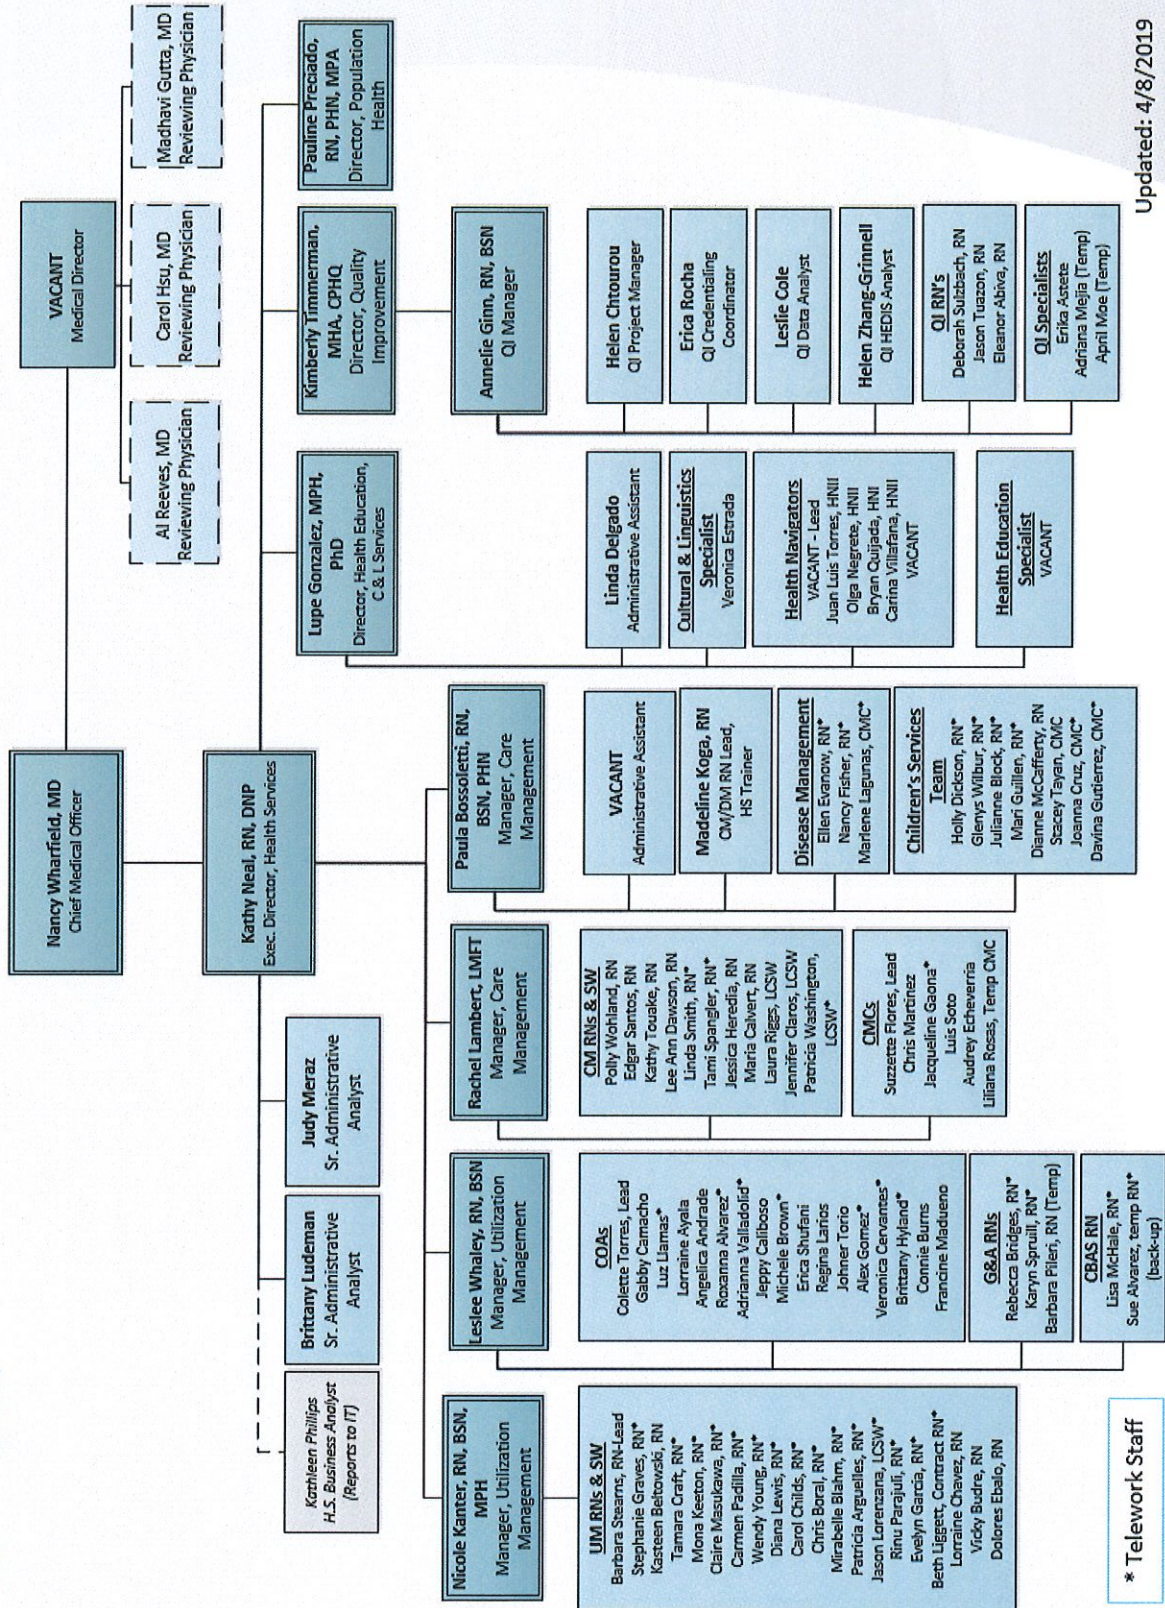 Nancy Wharfield, MD
Chief Medical Officer
VACANT
Medical Director
Al Reeves, MD
Reviewing Physician
Carol Hsu, MD
Reviewing Physician
Madhavi Gutta, MD
Reviewing Physician
Kathy Neal, RN, DNP
Exec. Director, Health Services
Kathleen Phillips
H.S. Business Analyst
(Reports to IT)
Brittany Ludeman
Sr. Administrative
Analyst
Judy Meraz
Sr. Administrative
Analyst
Lupe Gonzalez, MPH,
PhD
Director, Health Education,
C & L Services
Kimberly Timmerman,
MHA, CPHQ
Director, Quality
Improvement
Pauline Preciado,
RN, PHN, MPA
Director, Population
Health
Nicole Kanter, RN, BSN,
MPH
Manager, Utilization
Management
Leslee Whaley, RN, BSN
Manager, Utilization
Management
Rachel Lambert, LMFT
Manager, Care
Management
Paula Bossoletti, RN,
BSN, PHN
Manager, Care
Management
Annelie Ginn, RN, BSN
QI Manager
UM RNs & SW
Barbara Stearns, RN-Lead
Stephanie Graves, RN*
Kasteen Beltowski, RN
Tamara Craft, RN*
Mona Keeton, RN*
Claire Masukawa, RN*
Carmen Padilla, RN*
Wendy Young, RN*
Diana Lewis, RN*
Carol Childs, RN*
Chris Boral, RN*
Mirabelle Blahm, RN*
Patricia Arguelles, RN*
Jason Lorenzana, LCSW*
Rinu Parajuli, RN*
Evelyn Garcia, RN*
Beth Liggett, Contract RN*
Lorraine Chavez, RN
Vicky Budre, RN
Dolores Ebalo, RN
COAs
Colette Torres, Lead
Gabby Camacho
Luz Llamas*
Lorraine Ayala
Angelica Andrade
Roxanna Alvarez*
Adrianna Valladolid*
Jeppy Caliboso
Michele Brown*
Erica Shufani
Regina Larios
Johner Torio
Alex Gomez*
Veronica Cervantes*
Brittany Hyland*
Connie Burns
Francine Madueno
G&A RNs
Rebecca Bridges, RN*
Karyn Spruill, RN*
Barbara Pileri, RN (Temp)
CBAS RN
Lisa McHale, RN*
Sue Alvarez, temp RN*
(back-up)
CM RNs & SW
Polly Wohland, RN
Edgar Santos, RN
Kathy Touake, RN
Lee Ann Dawson, RN
Linda Smith, RN*
Tami Spangler, RN*
Jessica Heredia, RN
Maria Calvert, RN
Laura Riggs, LCSW
Jennifer Claros, LCSW
Patricia Washington,
LCSW*
CMCs
Suzzette Flores, Lead
Chris Martinez
Jacqueline Gaona*
Luis Soto
Audrey Echeverria
Liliana Rosas, Temp CMC
VACANT
Administrative Assistant
Madeline Koga, RN
CM/DM RN Lead,
HS Trainer
Disease Management
Ellen Evanow, RN*
Nancy Fisher, RN*
Marlene Lagunas, CMC*
Children's Services
Team
Holly Dickson, RN*
Glenys Wilbur, RN*
Julianne Block, RN*
Mari Guillen, RN*
Dianne McCafferty, RN
Stacey Tayan, CMC
Joanna Cruz, CMC*
Davina Gutierrez, CMC*
Linda Delgado
Administrative Assistant
Cultural & Linguistics
Specialist
Veronica Estrada
Health Navigators
VACANT - Lead
Juan Luis Torres, HNII
Olga Negrete, HNII
Bryan Quijada, HNI
Carina Villafana, HNII
VACANT
Health Education
Specialist
VACANT
Helen Chtourou
QI Project Manager
Erica Rocha
QI Credentialing
Coordinator
Leslie Cole
QI Data Analyst
Helen Zhang-Grinnell
QI HEDIS Analyst
QI RN's
Deborah Sulzbach, RN
Jason Tuazon, RN
Eleanor Abiva, RN
QI Specialists
Erika Astete
Adriana Mejia (Temp)
April Moe (Temp)
* Telework Staff
Updated: 4/8/2019